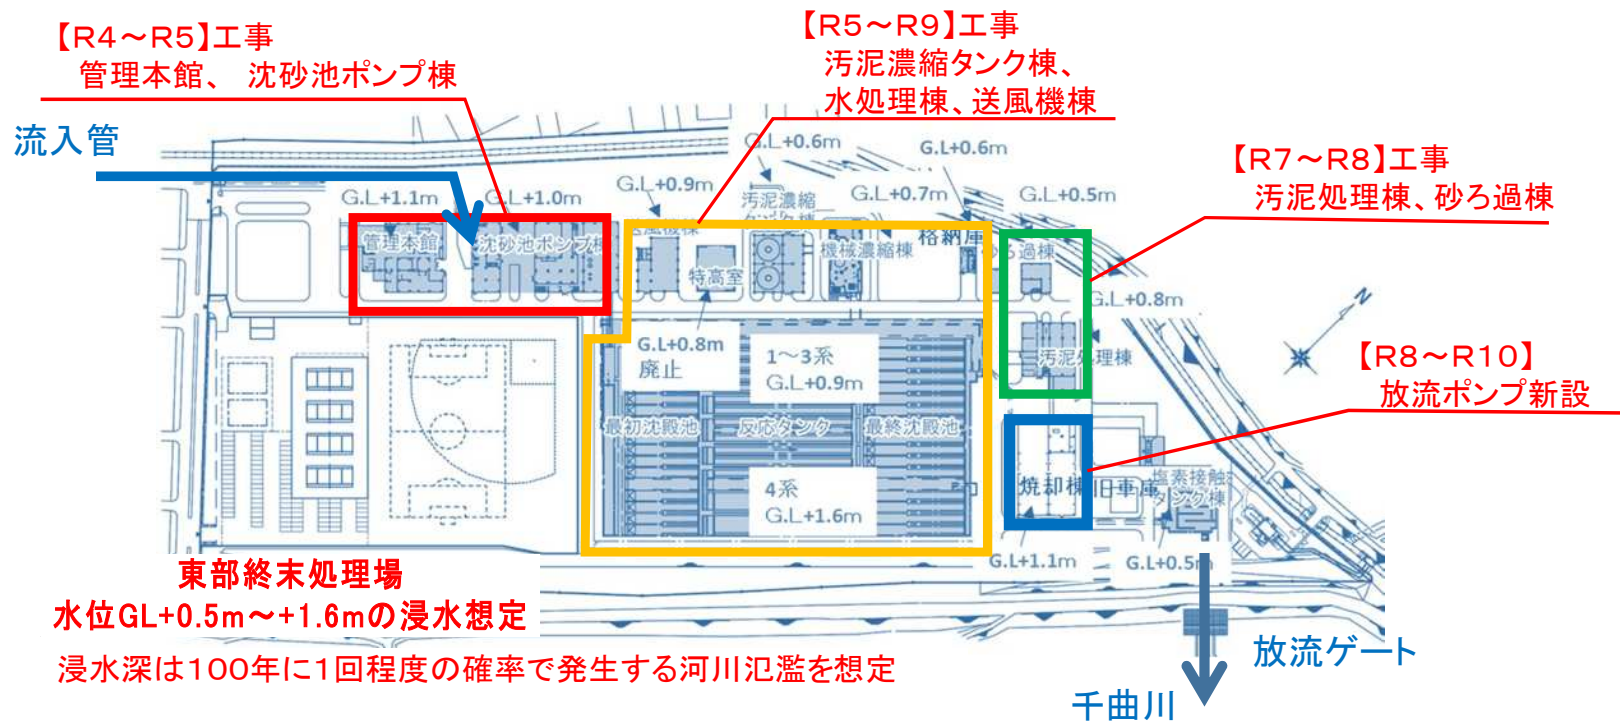 【R4～R5】工事
管理本館、 沈砂池ポンプ棟
【R5～R9】工事
汚泥濃縮タンク棟、
水処理棟、送風機棟
流入管
【R7～R8】工事
汚泥処理棟、砂ろ過棟
G.L+0.6m
G.L+0.6m
G.L+1.1m
G.L+1.0m
G.L+0.9m
汚泥濃縮
G.L+0.7m
G.L+0.5m
管理本館
沈砂池ポンプ棟
送風機棟
特高室
機械濃縮棟
格納庫
ろ過棟
G.L+0.8m
N
G.L+0.8m
廃止
1～3系
G.L+0.9m
汚泥処理棟
【R8～R10】
放流ポンプ新設
最初沈殿池
反応タンク
最終沈殿池
4系
G.L+1.6m
焼却棟
旧車庫
塩素接触
タンク棟
G.L+1.1m
G.L+0.5m
東部終末処理場
水位GL+0.5m～+1.6mの浸水想定
浸水深は100年に1回程度の確率で発生する河川氾濫を想定
放流ゲート
千曲川